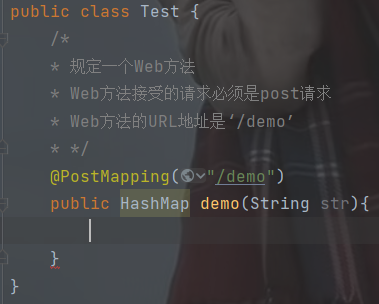 public class Test {
/*
* 规定一个Web方法
* Web方法接受的请求必须是post请求
* Web方法的URL地址是‘/demo’
* */
@PostMapping("/demo")
public HashMap demo(String str){
}
}